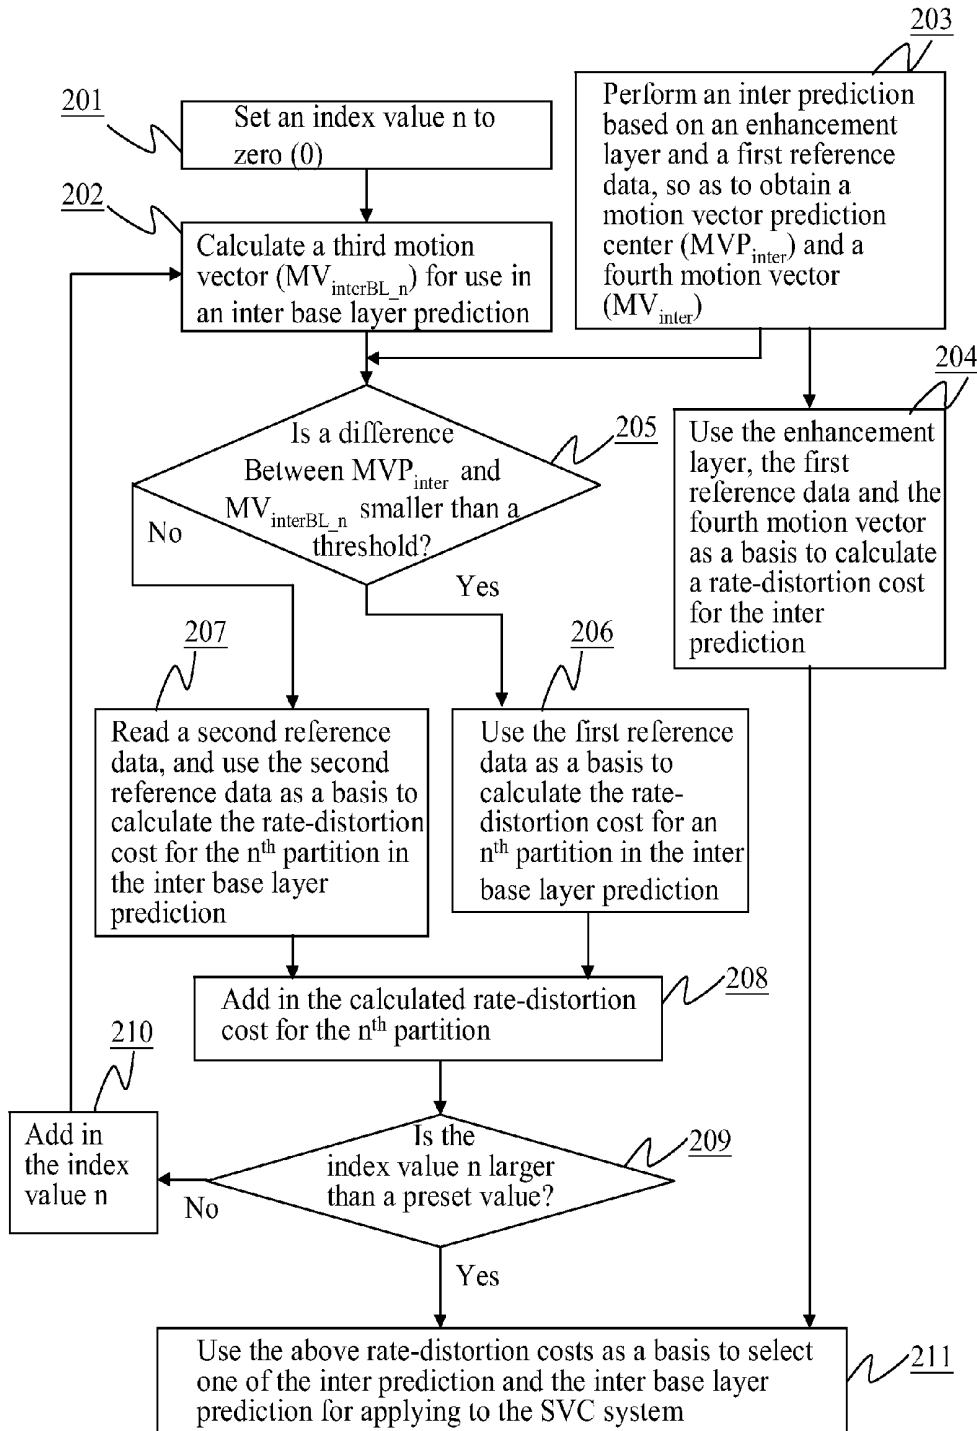 203
Perform an inter prediction
based on an enhancement
layer and a first reference
data, so as to obtain a
motion vector prediction
center (MVP_inter) and a
fourth motion vector
(MV_inter)
201
Set an index value n to
zero (0)
202
Calculate a third motion
vector (MV_interBL_n) for use in
an inter base layer prediction
204
Use the enhancement
layer, the first
reference data and the
fourth motion vector
as a basis to calculate
a rate-distortion cost
for the inter
prediction
205
Is a difference
Between MVP_inter and
MV_interBL_n smaller than a
threshold?
No
Yes
207
Read a second reference
data, and use the second
reference data as a basis to
calculate the rate-distortion
cost for the n^th partition in
the inter base layer
prediction
206
Use the first reference
data as a basis to
calculate the rate-
distortion cost for an
n^th partition in the inter
base layer prediction
208
Add in the calculated rate-distortion
cost for the n^th partition
210
Add in
the index
value n
209
Is the
index value n larger
than a preset value?
No
Yes
211
Use the above rate-distortion costs as a basis to select
one of the inter prediction and the inter base layer
prediction for applying to the SVC system